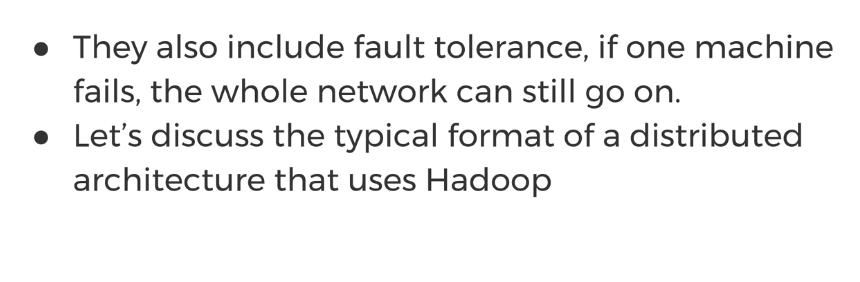 ● They also include fault tolerance, if one machine
fails, the whole network can still go on.
● Let’s discuss the typical format of a distributed
architecture that uses Hadoop